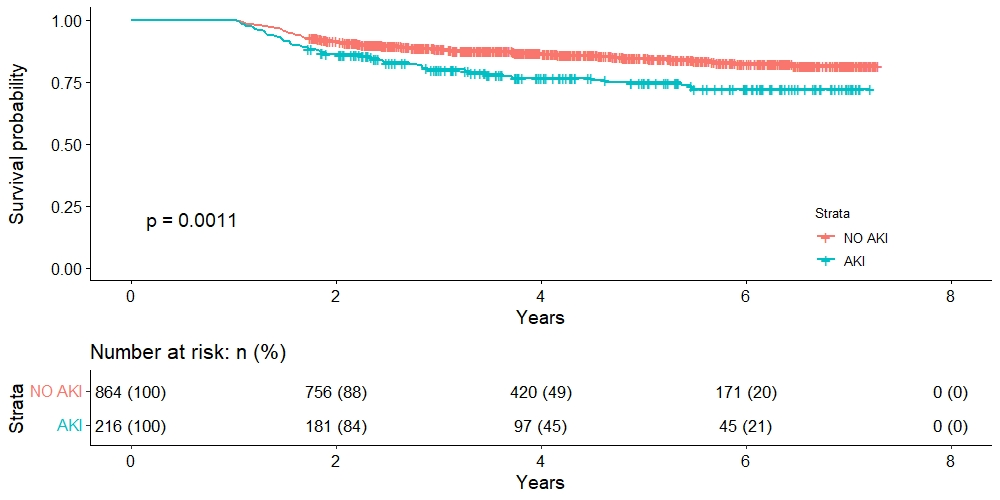 1.00
0.75
0.50
0.25
0.00
Survival probability
p = 0.0011
Strata
NO AKI
AKI
0 2 4 6 8
Years
Number at risk: n (%)
Strata
NO AKI 864 (100) 756 (88) 420 (49) 171 (20) 0 (0)
AKI 216 (100) 181 (84) 97 (45) 45 (21) 0 (0)
0 2 4 6 8
Years